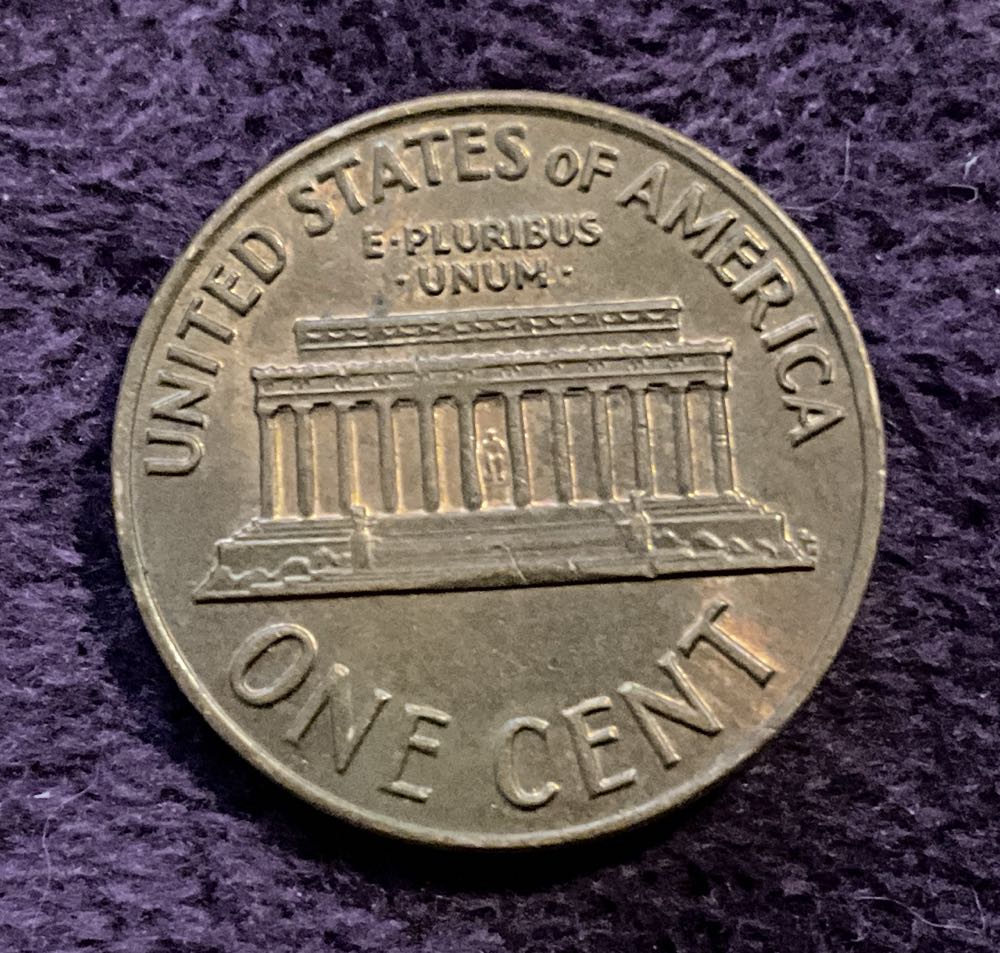 UNITED STATES OF AMERICA
E·PLURIBUS
·UNUM·
ONE CENT